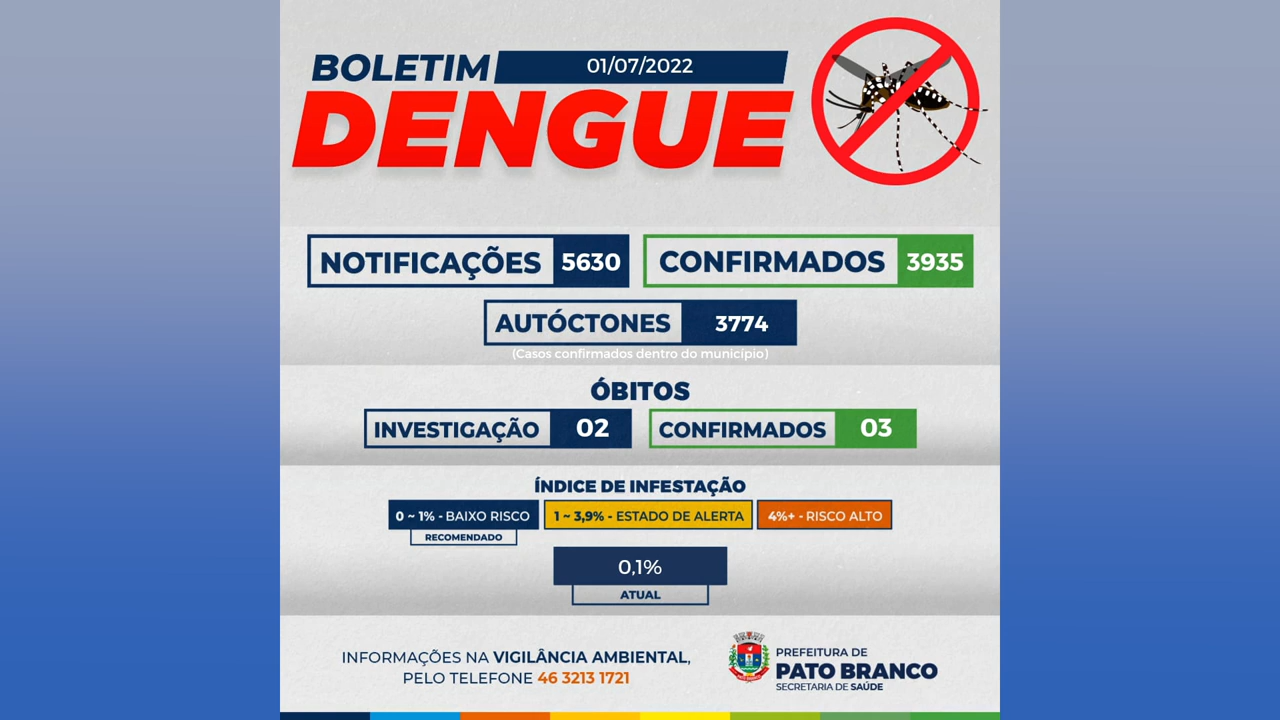 BOLETIM 01/07/2022
DENGUE
NOTIFICAÇÕES 5630 CONFIRMADOS 3935
AUTÓCTONES 3774
(Casos confirmados dentro do município)
ÓBITOS
INVESTIGAÇÃO 02 CONFIRMADOS 03
ÍNDICE DE INFESTAÇÃO
0 ~ 1% - BAIXO RISCO 1 ~ 3,9% - ESTADO DE ALERTA 4%+ - RISCO ALTO
RECOMENDADO
0,1%
ATUAL
INFORMAÇÕES NA VIGILÂNCIA AMBIENTAL,
PELO TELEFONE 46 3213 1721
PREFEITURA DE
PATO BRANCO
SECRETARIA DE SAÚDE